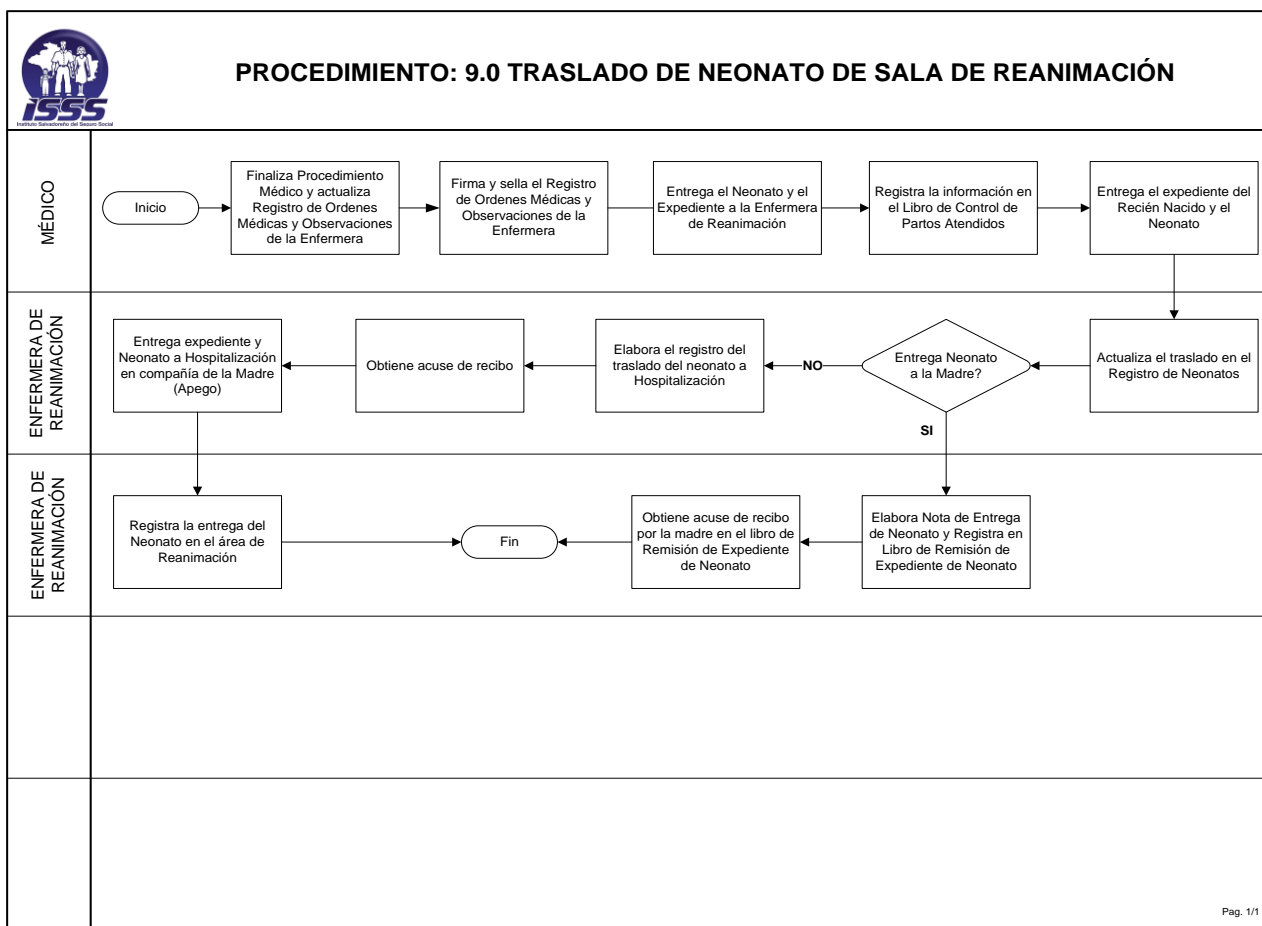 ISSS
Instituto Salvadoreño del Seguro Social
PROCEDIMIENTO: 9.0 TRASLADO DE NEONATO DE SALA DE REANIMACIÓN
MÉDICO
Inicio
Finaliza Procedimiento
Médico y actualiza
Registro de Ordenes
Médicas y Observaciones
de la Enfermera
Firma y sella el Registro
de Ordenes Médicas y
Observaciones de la
Enfermera
Entrega el Neonato y el
Expediente a la Enfermera
de Reanimación
Registra la información en
el Libro de Control de
Partos Atendidos
Entrega el expediente del
Recién Nacido y el
Neonato
ENFERMERA DE
REANIMACIÓN
Actualiza el traslado en el
Registro de Neonatos
Entrega Neonato
a la Madre?
NO
SI
Elabora el registro del
traslado del neonato a
Hospitalización
Obtiene acuse de recibo
Entrega expediente y
Neonato a Hospitalización
en compañía de la Madre
(Apego)
ENFERMERA DE
REANIMACIÓN
Registra la entrega del
Neonato en el área de
Reanimación
Fin
Obtiene acuse de recibo
por la madre en el libro de
Remisión de Expediente
de Neonato
Elabora Nota de Entrega
de Neonato y Registra en
Libro de Remisión de
Expediente de Neonato
Pag. 1/1